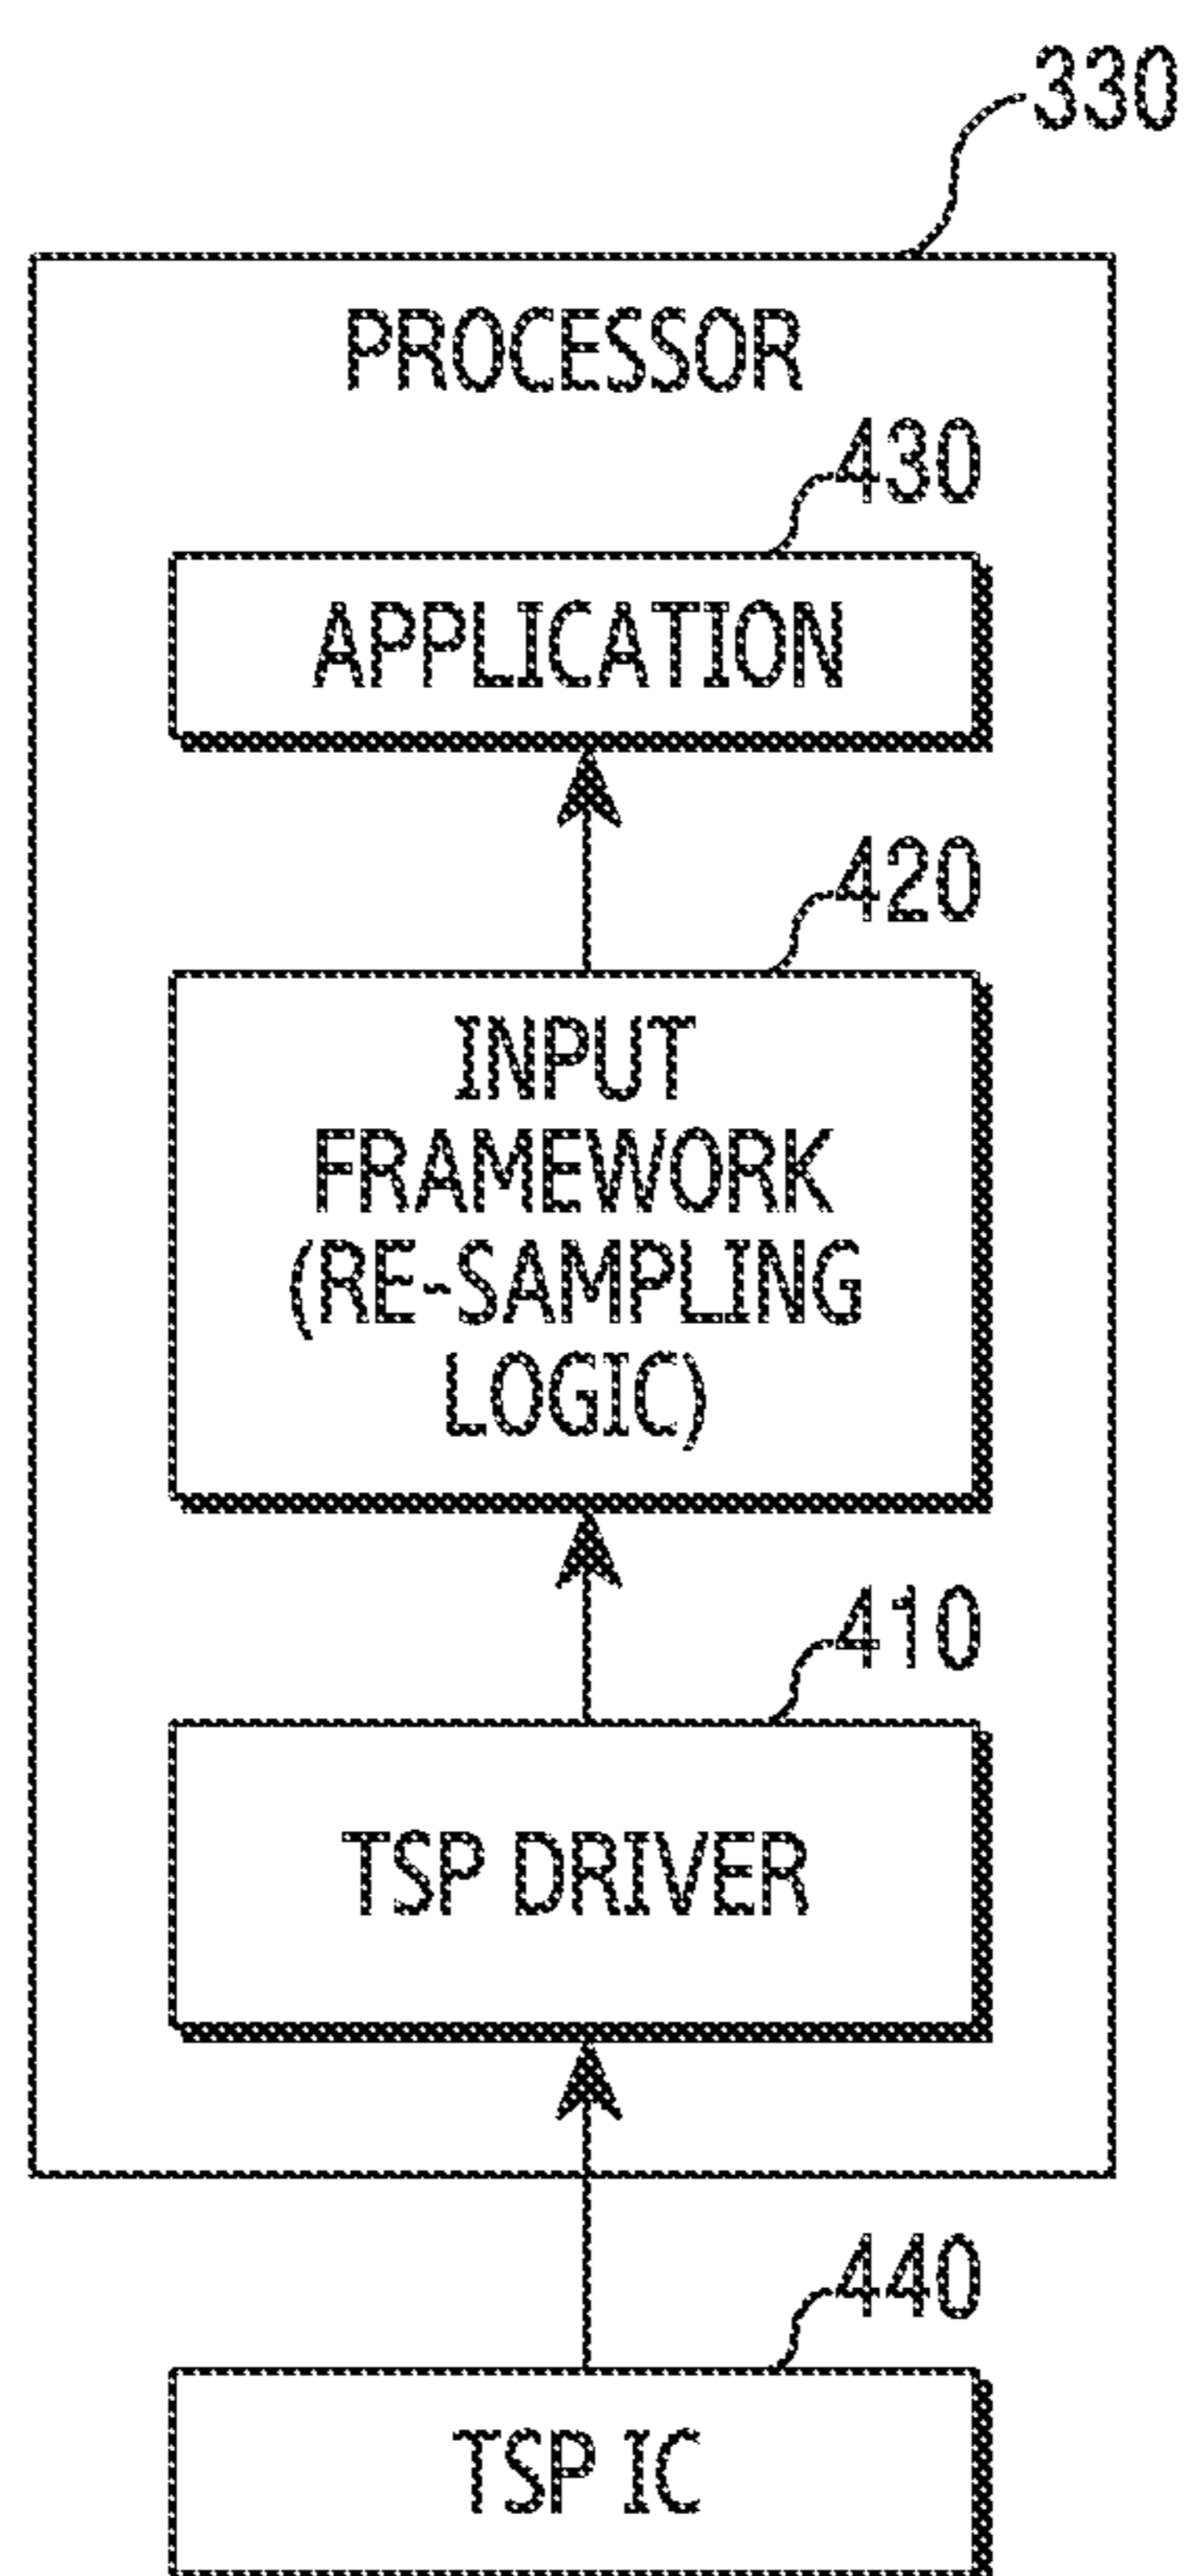 330
PROCESSOR
430
APPLICATION
420
INPUT
FRAMEWORK
(RE-SAMPLING
LOGIC)
410
TSP DRIVER
440
TSP IC